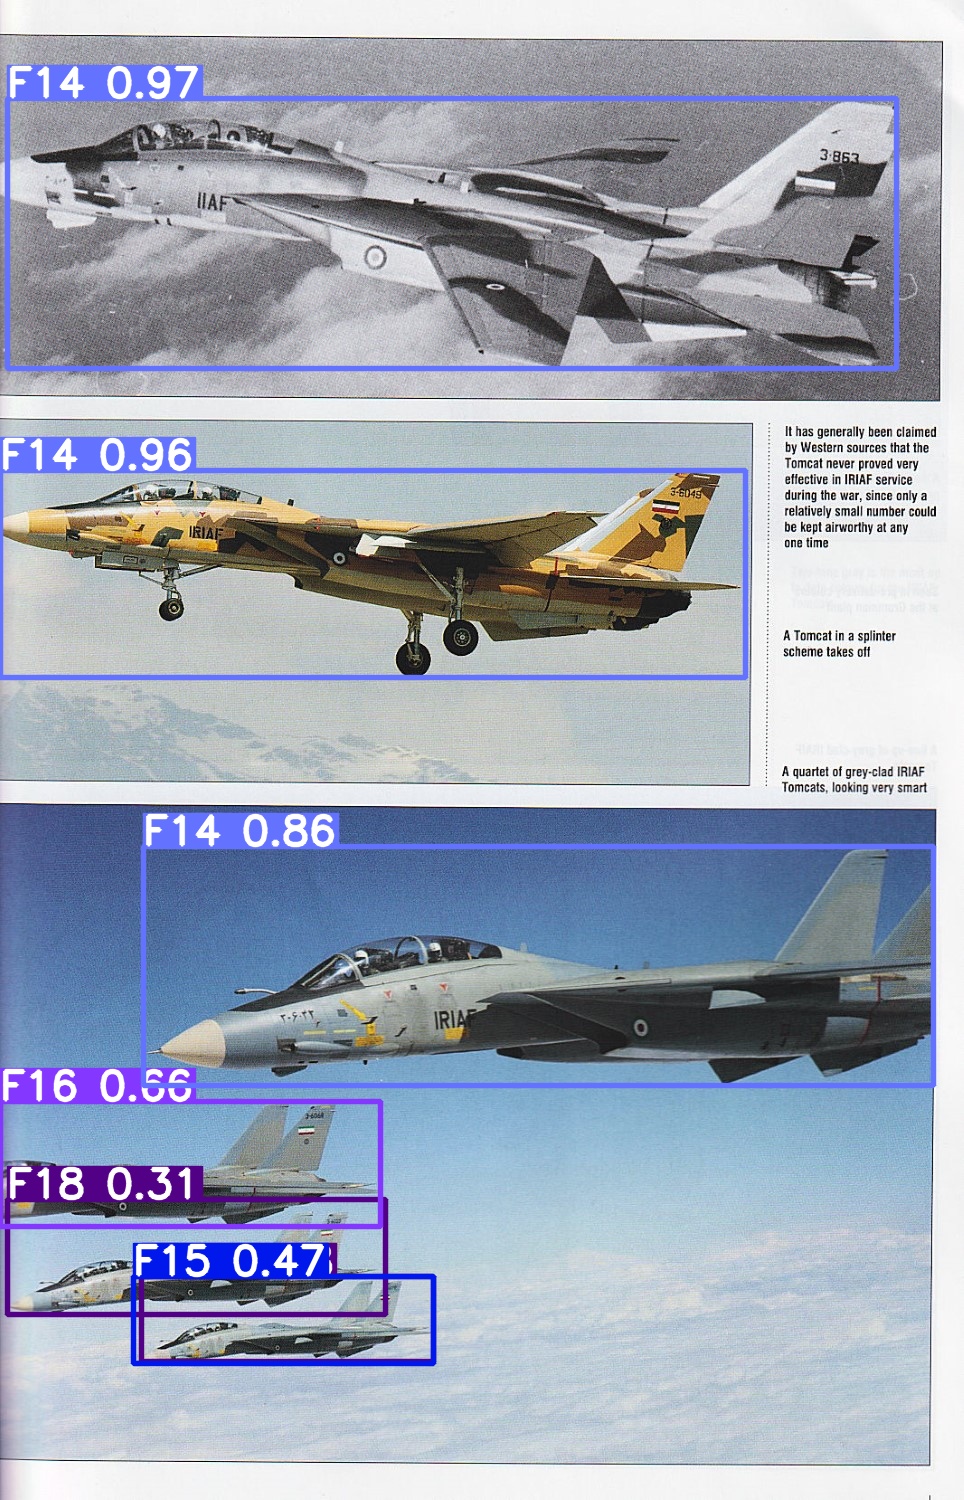 F14 0.97
3-863
IIAF
F14 0.96
3-6049
IRIAF
It has generally been claimed
by Western sources that the
Tomcat never proved very
effective in IRIAF service
during the war, since only a
relatively small number could
be kept airworthy at any
one time
A Tomcat in a splinter
scheme takes off
A quartet of grey-clad IRIAF
Tomcats, looking very smart
F14 0.86
۳-۶۰۲۲
IRIAF
F16 0.66
3-6068
F18 0.31
F15 0.47